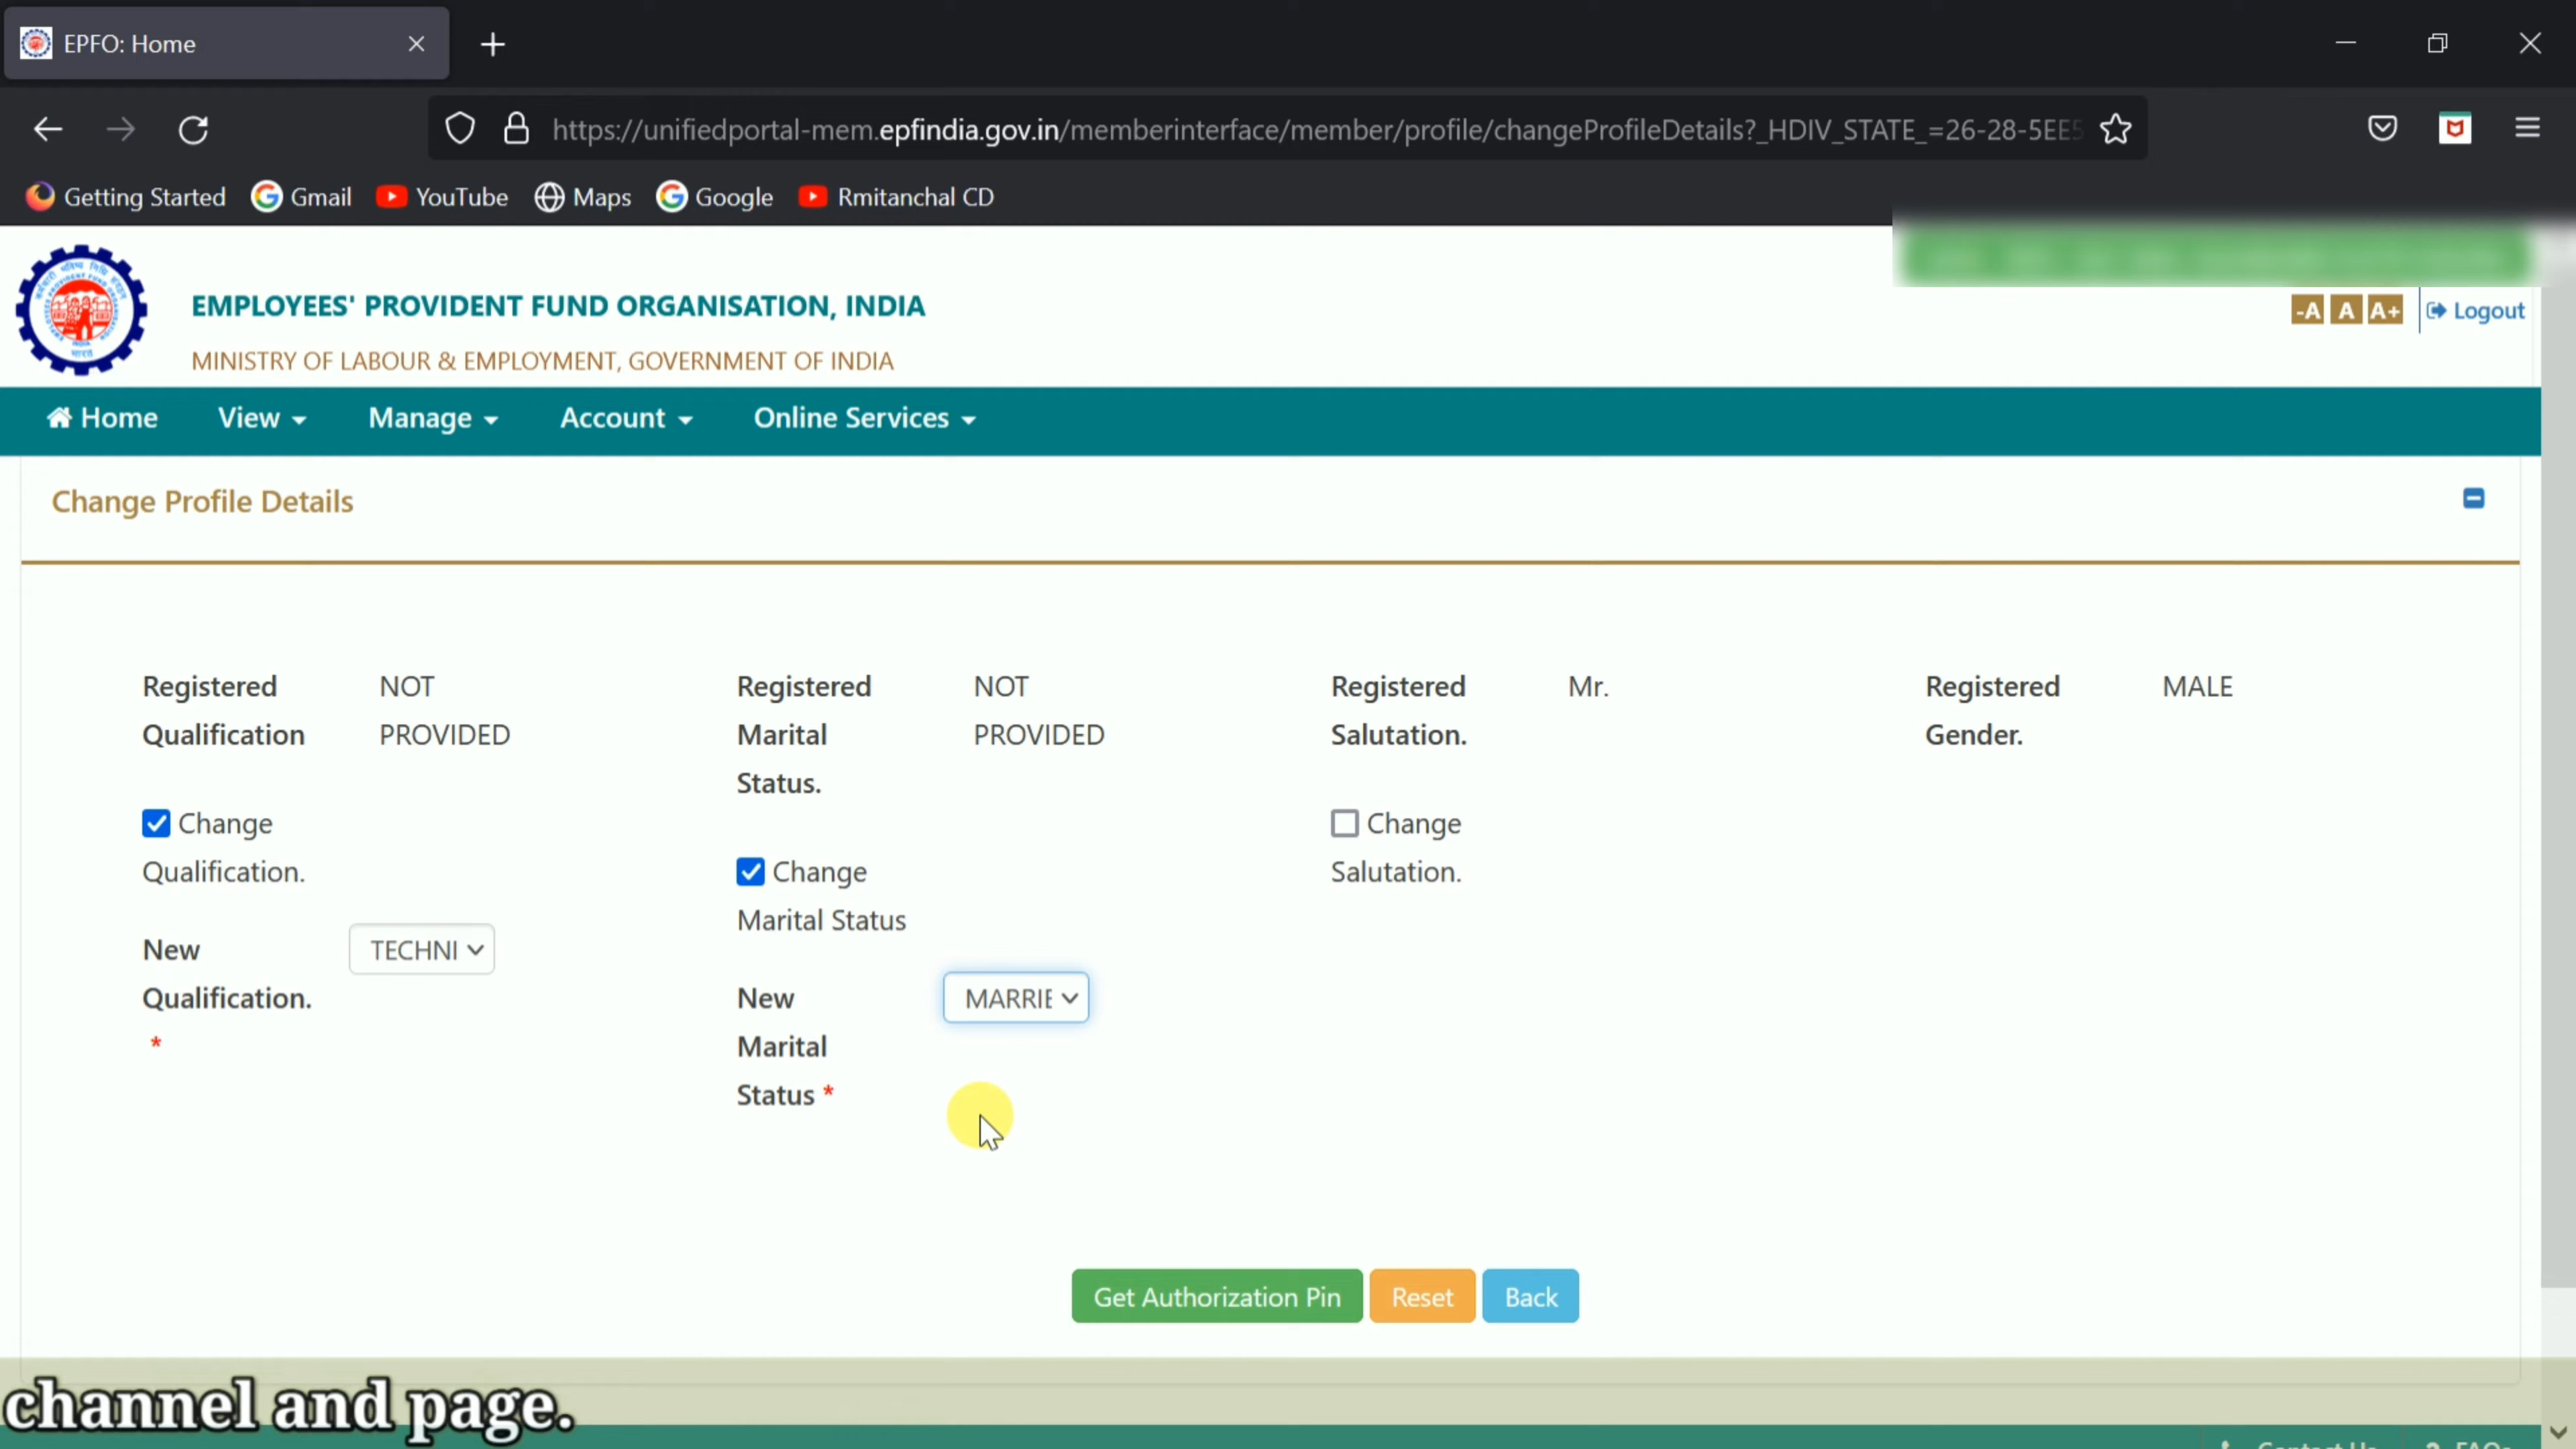 EPFO: Home
https://unifiedportal-mem.epfindia.gov.in/memberinterface/member/profile/changeProfileDetails?_HDIV_STATE_=26-28-5EE5
Getting Started Gmail YouTube Maps Google Rmitanchal CD
EMPLOYEES' PROVIDENT FUND ORGANISATION, INDIA
-A A A+ Logout
MINISTRY OF LABOUR & EMPLOYMENT, GOVERNMENT OF INDIA
Home View Manage Account Online Services
Change Profile Details
Registered NOT Registered NOT Registered Mr. Registered MALE
Qualification PROVIDED Marital PROVIDED Salutation. Gender.
Status.
Change Change
Qualification. Change Salutation.
Marital Status
New TECHNI
Qualification. New MARRIE
* Marital
Status *
Get Authorization Pin Reset Back
channel and page.